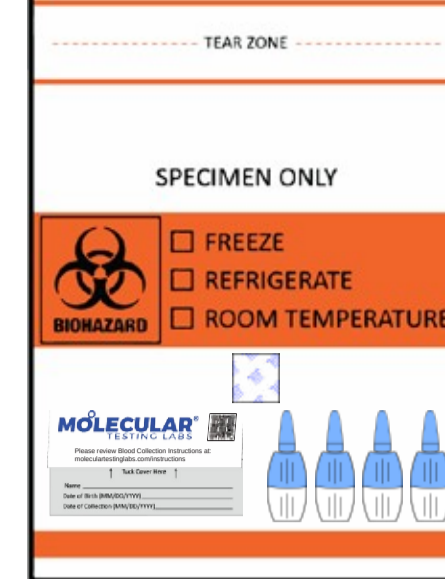 TEAR ZONE
SPECIMEN ONLY
FREEZE
REFRIGERATE
ROOM TEMPERATURE
BIOHAZARD
MOLECULAR®
TESTING LABS
Please review Blood Collection Instructions at:
moleculartestinglabs.com/instructions
Tuck Cover Here
Name
Date of Birth (MM/DD/YYYY)
Date of Collection (MM/DD/YYYY)